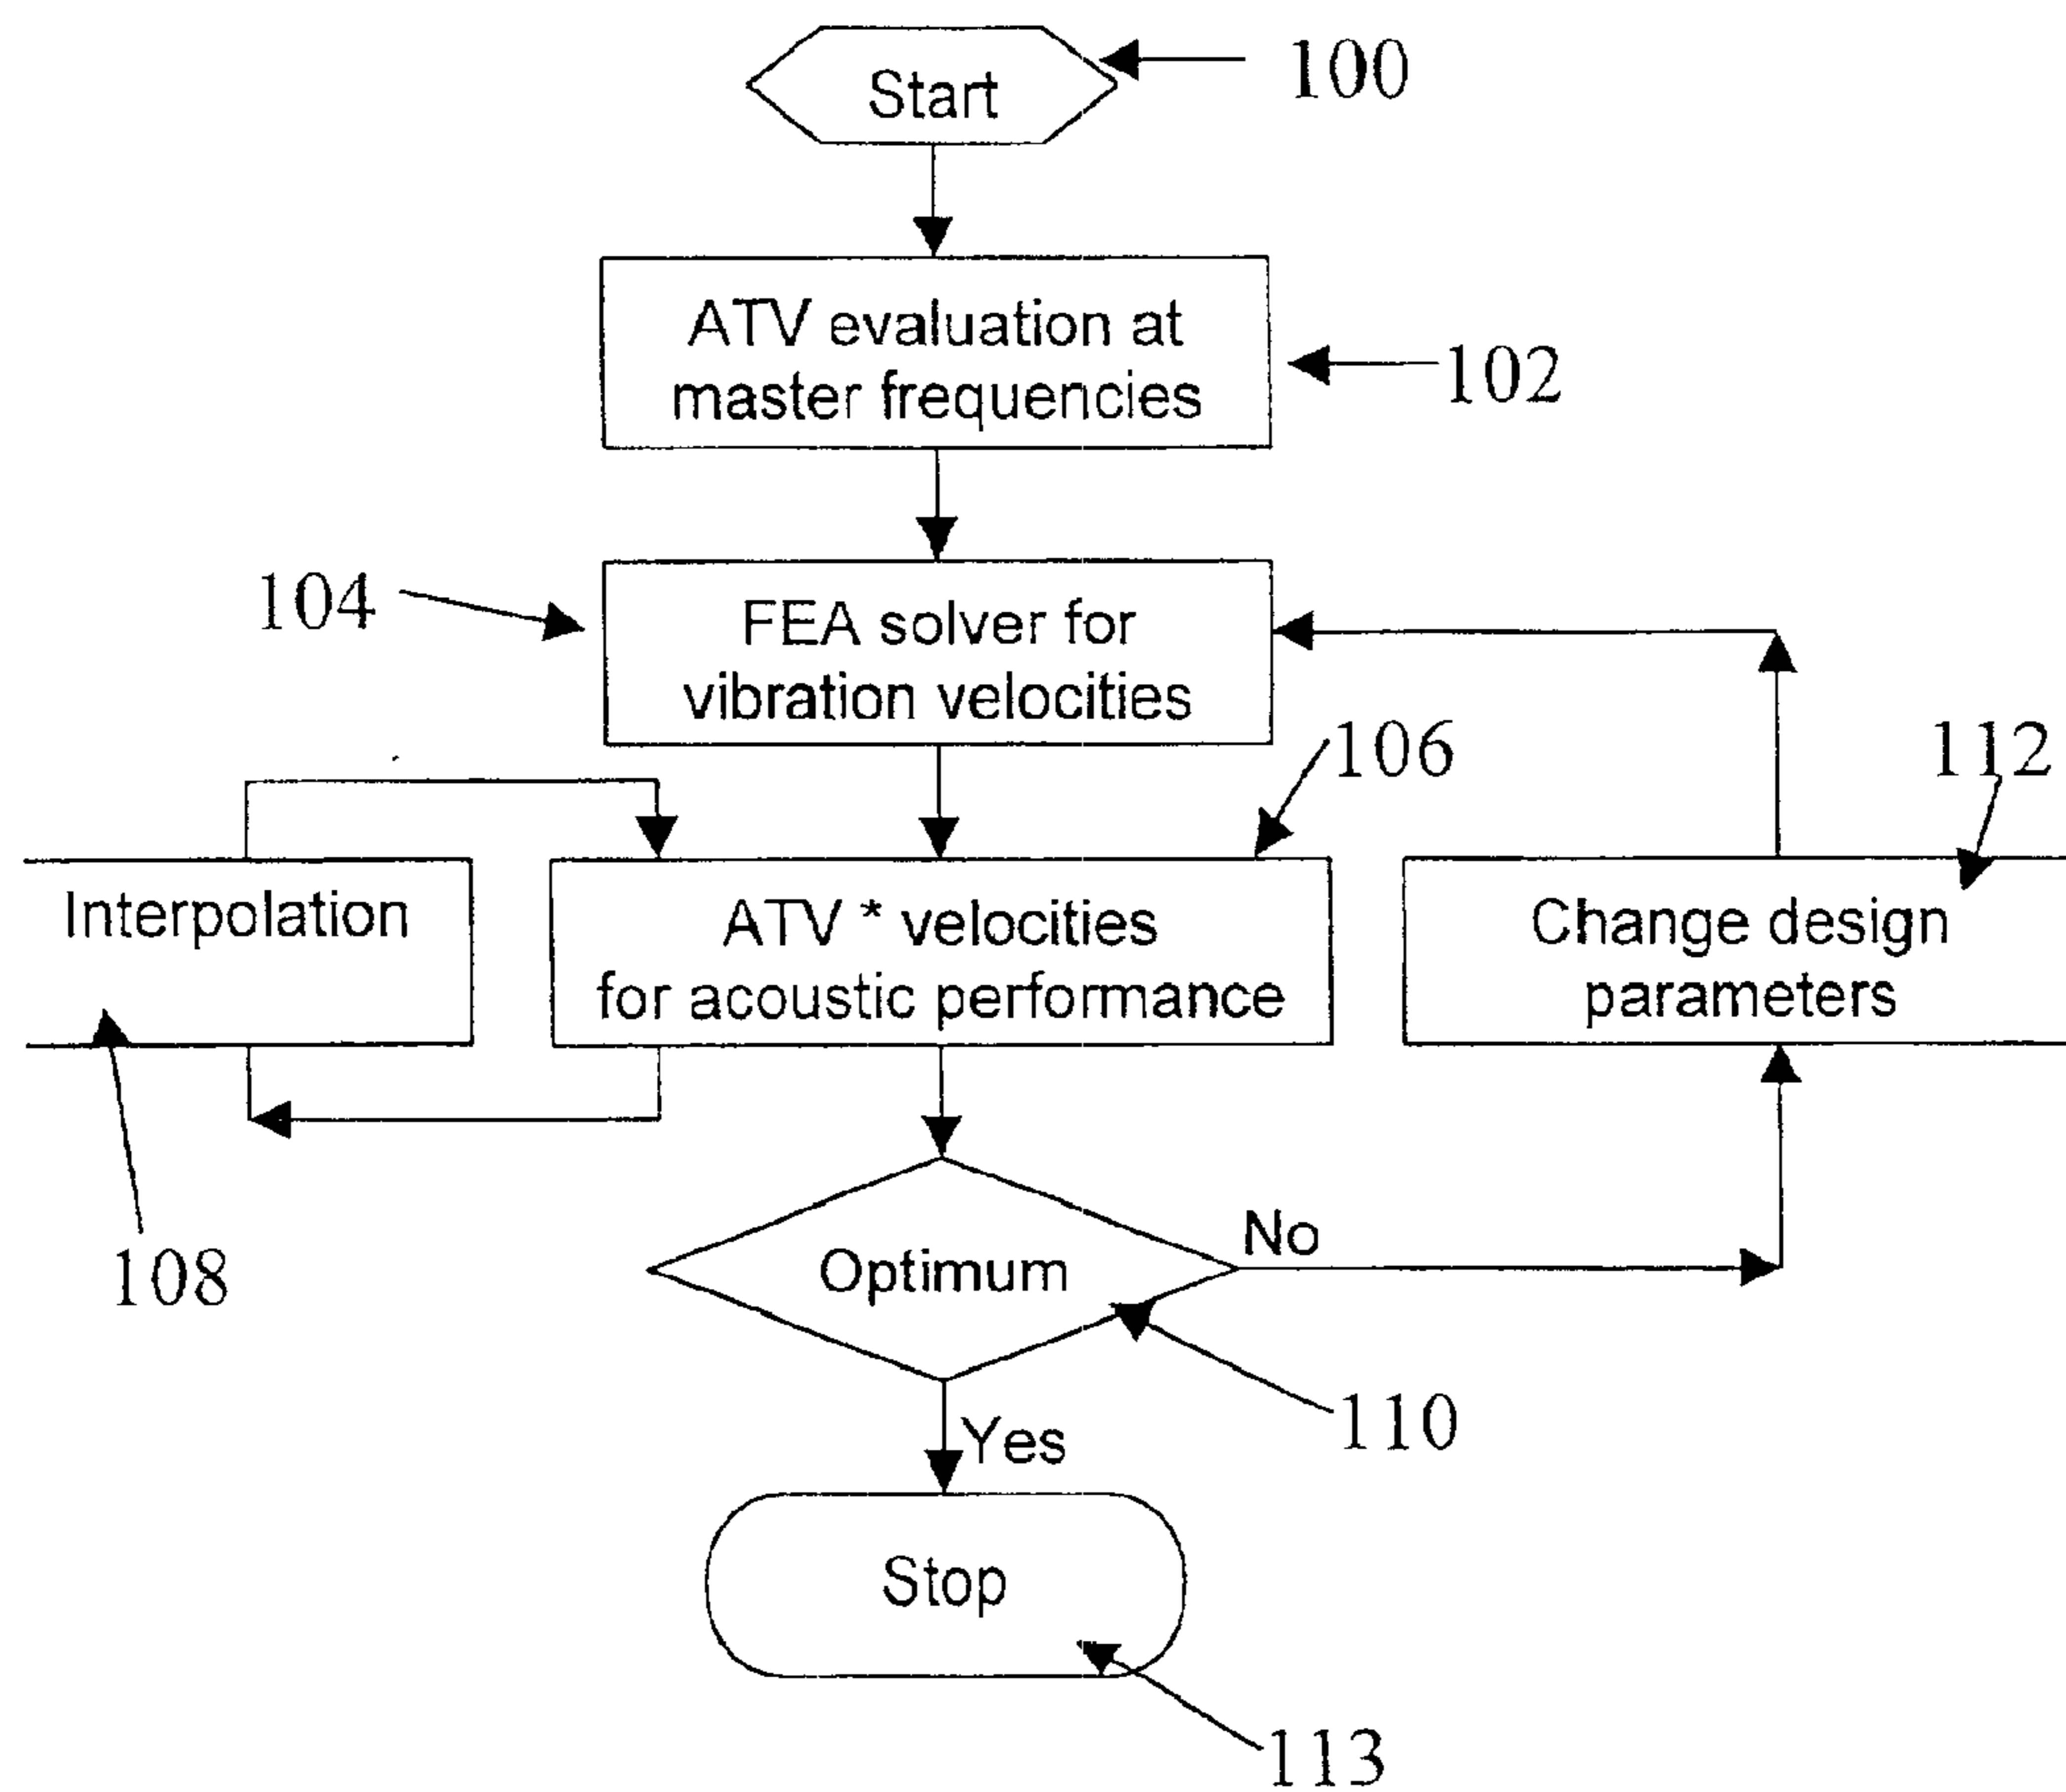 Start
100
ATV evaluation at
master frequencies
102
104
FEA solver for
vibration velocities
106
112
Interpolation
ATV * velocities
for acoustic performance
Change design
parameters
108
Optimum
No
110
Yes
Stop
113